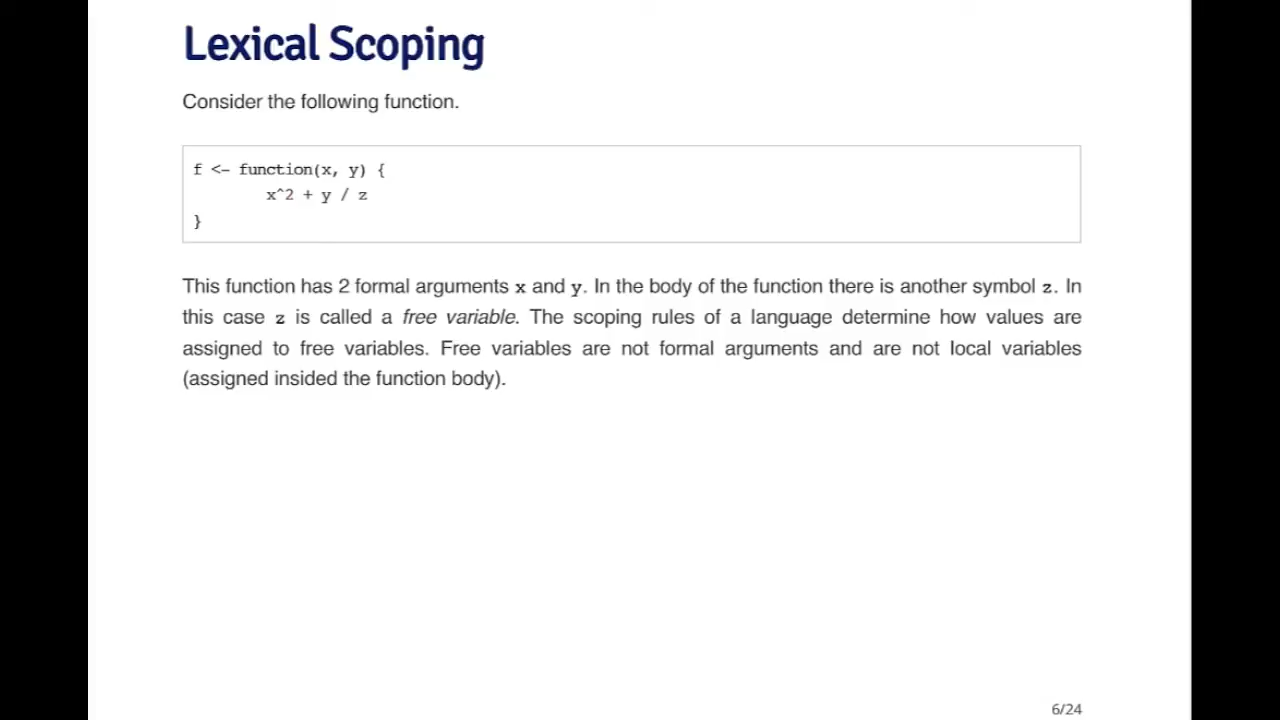 Lexical Scoping
Consider the following function.
f <- function(x, y) {
        x^2 + y / z
}
This function has 2 formal arguments x and y. In the body of the function there is another symbol z. In
this case z is called a free variable. The scoping rules of a language determine how values are
assigned to free variables. Free variables are not formal arguments and are not local variables
(assigned insided the function body).
6/24